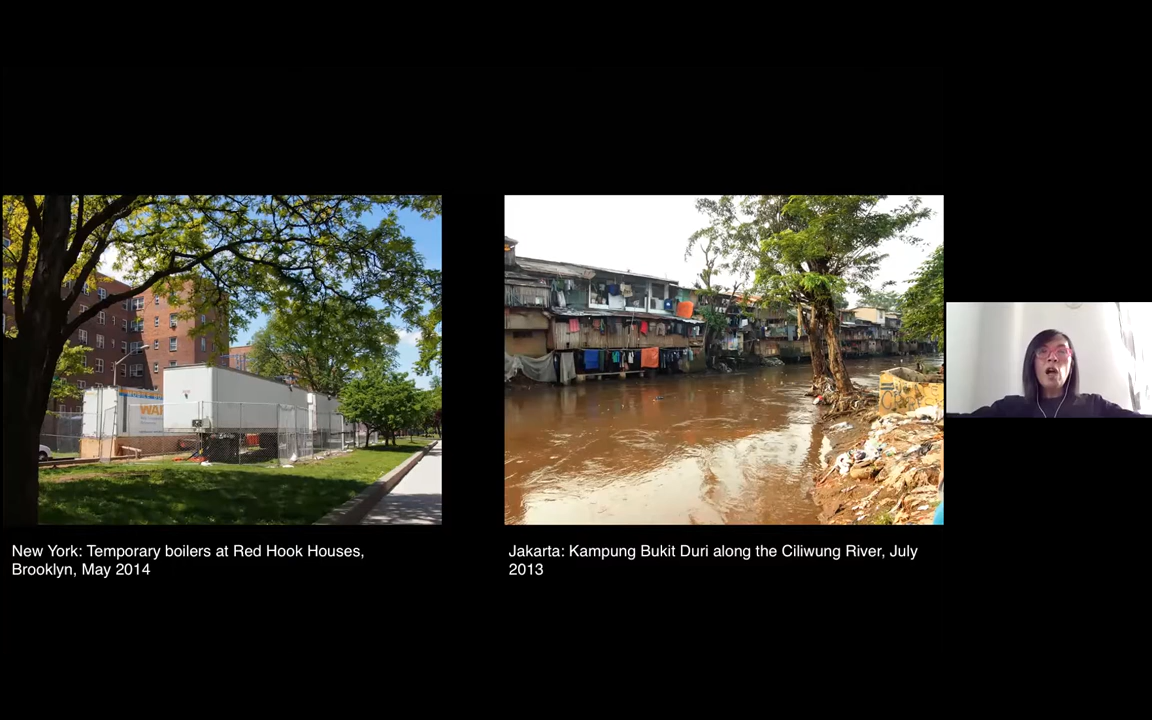 WA
New York: Temporary boilers at Red Hook Houses,
Brooklyn, May 2014
Jakarta: Kampung Bukit Duri along the Ciliwung River, July
2013